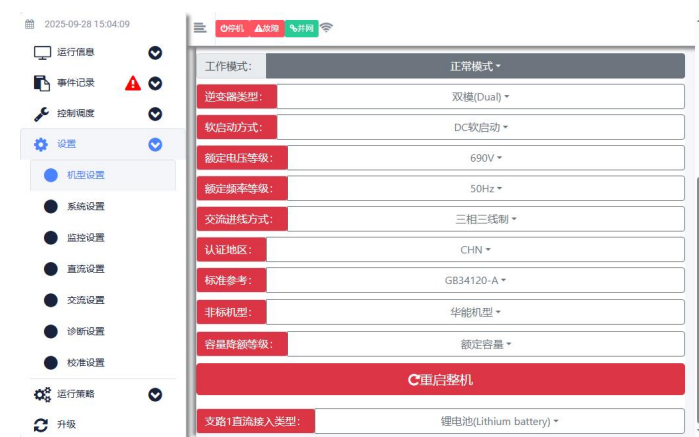 2025-09-28 15:04:09
停机 故障 并网
运行信息
事件记录
控制调度
设置
机型设置
系统设置
监控设置
直流设置
交流设置
诊断设置
校准设置
运行策略
升级
工作模式: 正常模式
逆变器类型: 双模(Dual)
软启动方式: DC软启动
额定电压等级: 690V
额定频率等级: 50Hz
交流进线方式: 三相三线制
认证地区: CHN
标准参考: GB34120-A
非标机型: 华能机型
容量降额等级: 额定容量
重启整机
支路1直流接入类型: 锂电池(Lithium battery)